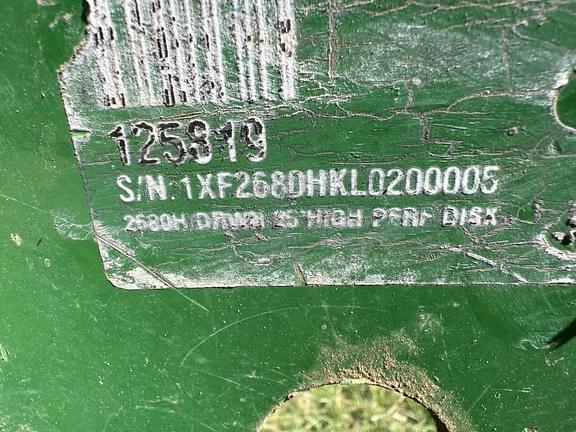 125819
S/N: 1XF2680HKL0200005
2680H DRWN 25' HIGH PERF DISK